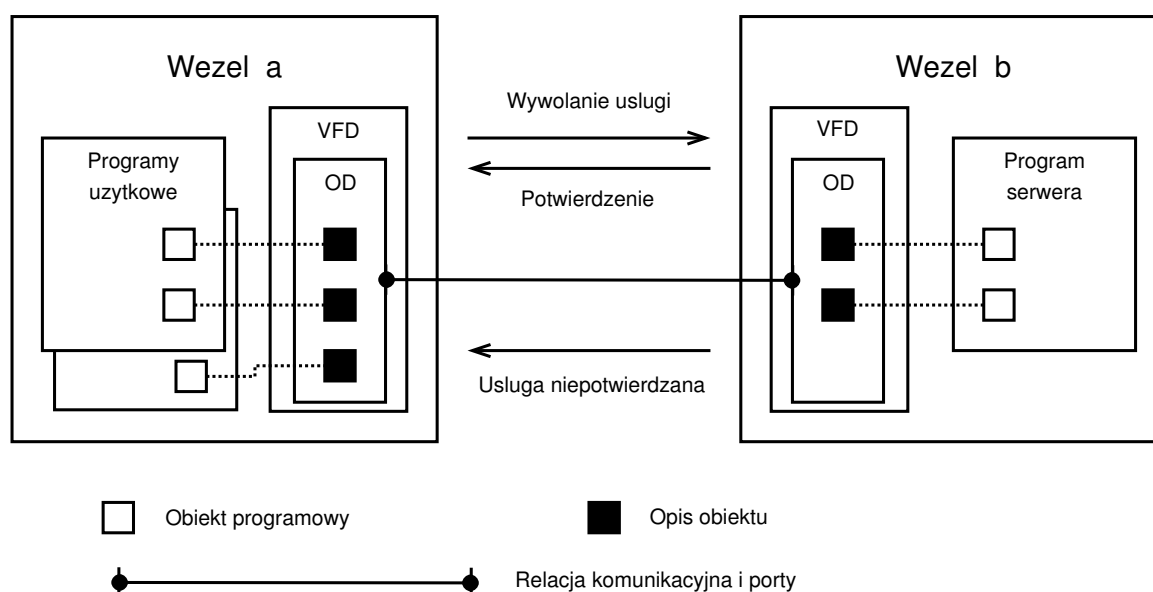 Wezel a
Wezel b
Wywolanie uslugi
VFD
VFD
Programy
uzytkowe
OD
Potwierdzenie
OD
Program
serwera
Usluga niepotwierdzana
Obiekt programowy
Opis obiektu
Relacja komunikacyjna i porty